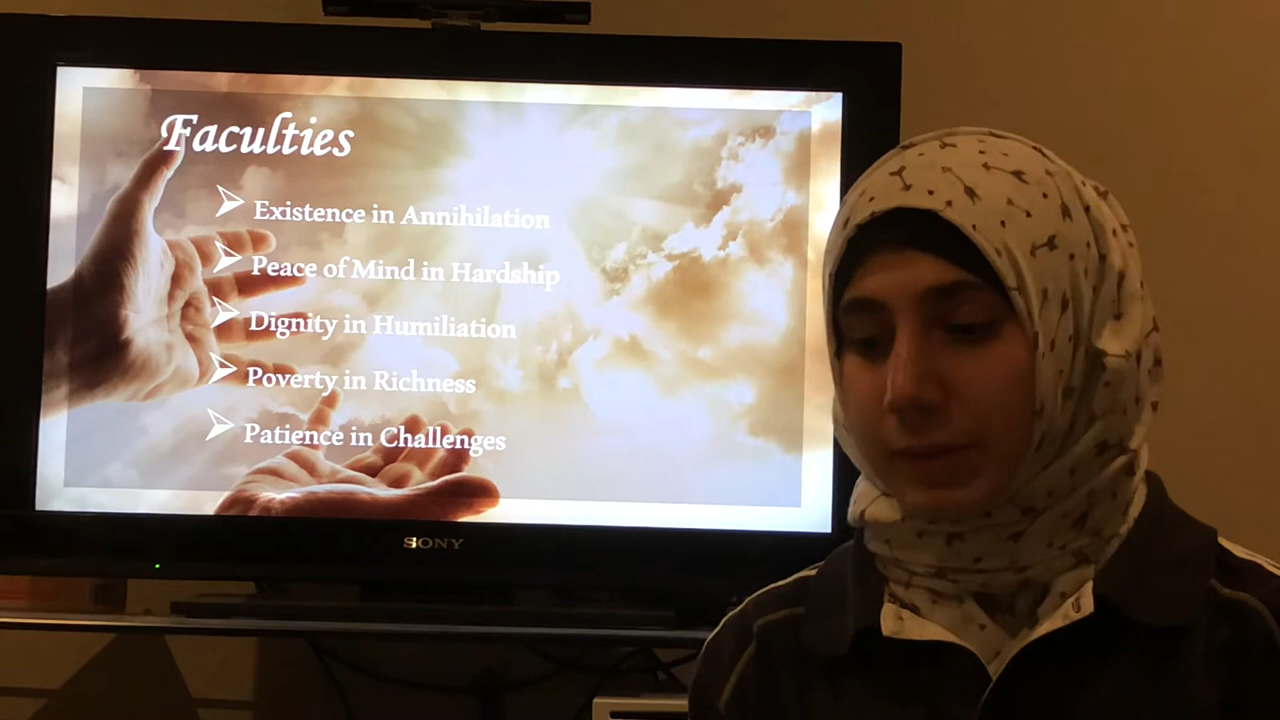 Faculties
Existence in Annihilation
Peace of Mind in Hardship
Dignity in Humiliation
Poverty in Richness
Patience in Challenges
SONY